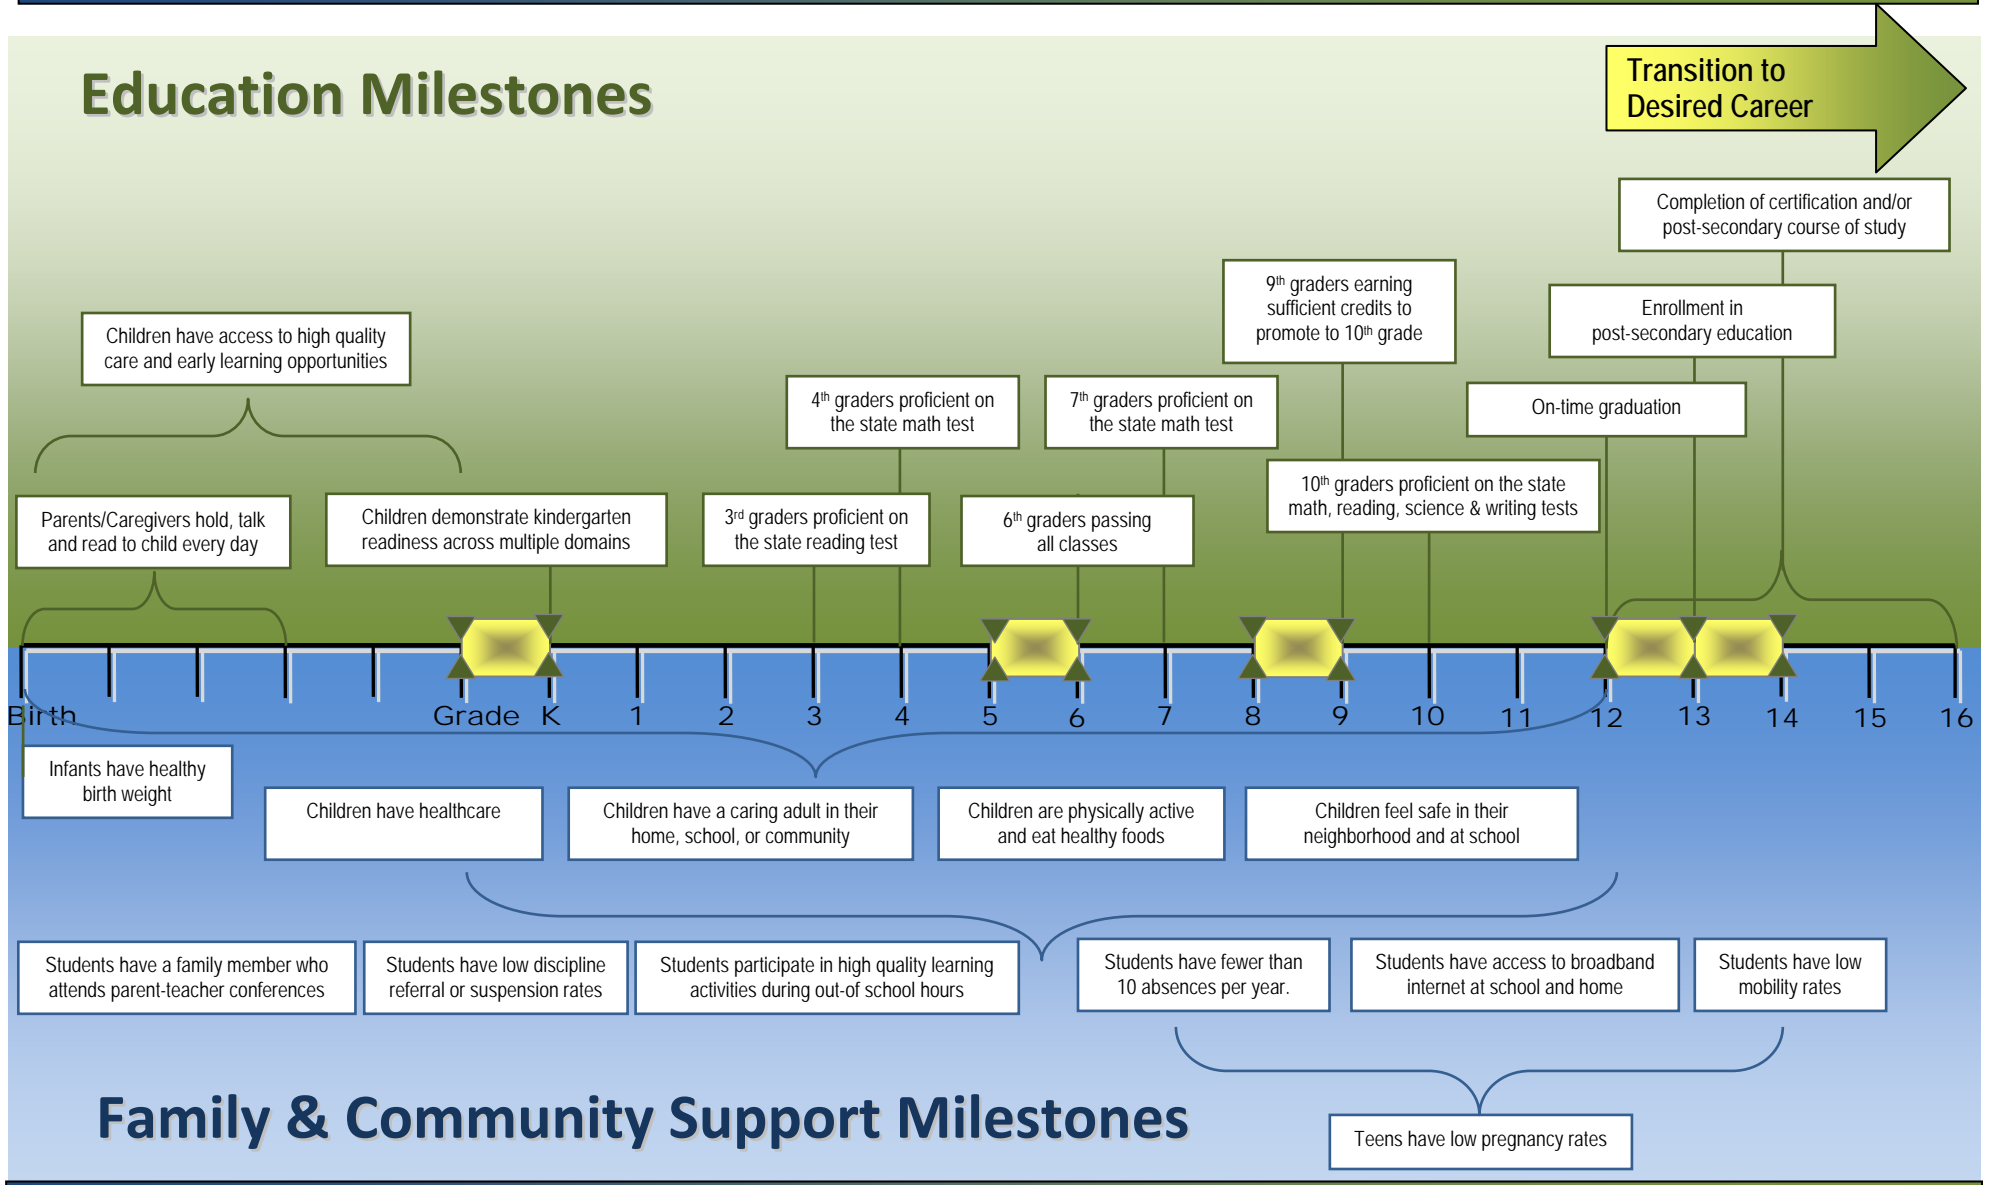 Education Milestones
Transition to
Desired Career
Completion of certification and/or
post-secondary course of study
9th graders earning
sufficient credits to
promote to 10th grade
Enrollment in
post-secondary education
Children have access to high quality
care and early learning opportunities
4th graders proficient on
the state math test
7th graders proficient on
the state math test
On-time graduation
10th graders proficient on the state
math, reading, science & writing tests
Parents/Caregivers hold, talk
and read to child every day
Children demonstrate kindergarten
readiness across multiple domains
3rd graders proficient on
the state reading test
6th graders passing
all classes
Birth Grade K 1 2 3 4 5 6 7 8 9 10 11 12 13 14 15 16
Infants have healthy
birth weight
Children have healthcare
Children have a caring adult in their
home, school, or community
Children are physically active
and eat healthy foods
Children feel safe in their
neighborhood and at school
Students have a family member who
attends parent-teacher conferences
Students have low discipline
referral or suspension rates
Students participate in high quality learning
activities during out-of school hours
Students have fewer than
10 absences per year.
Students have access to broadband
internet at school and home
Students have low
mobility rates
Family & Community Support Milestones
Teens have low pregnancy rates